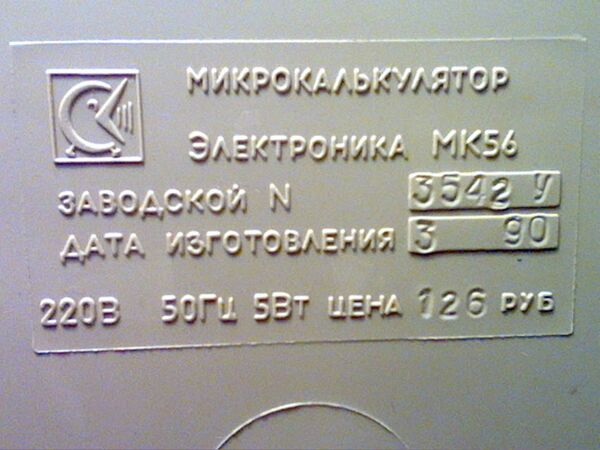 МИКРОКАЛЬКУЛЯТОР
ЭЛЕКТРОНИКА МК56
ЗАВОДСКОЙ N 3542 У
ДАТА ИЗГОТОВЛЕНИЯ 3 90
220В 50Гц 5Вт ЦЕНА 126 РУБ